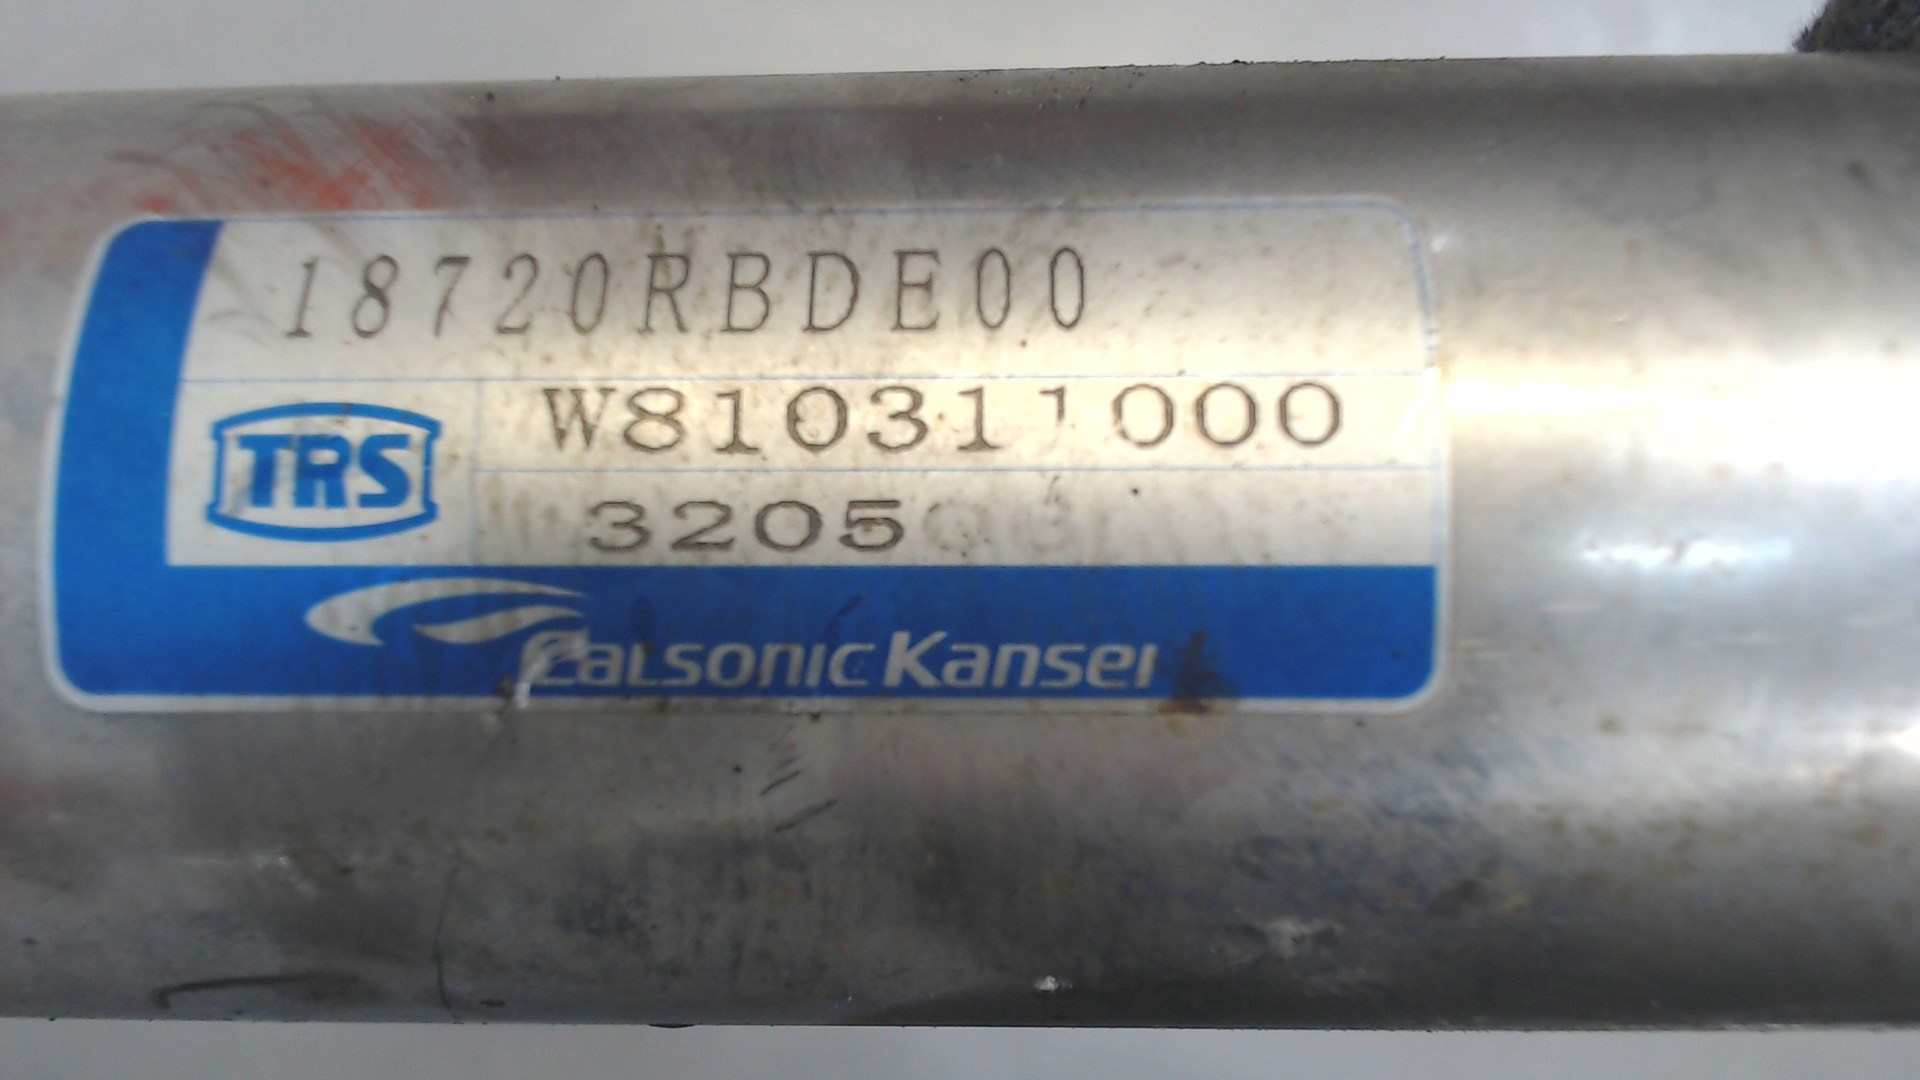 18720RBDE00
TRS
W810311000
3205
CalsonicKansei